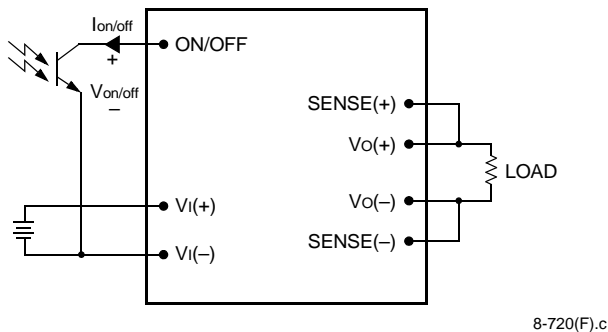 Ion/off
+
ON/OFF
Von/off
–
SENSE(+)
VO(+)
LOAD
VI(+)
VO(–)
VI(–)
SENSE(–)
8-720(F).c